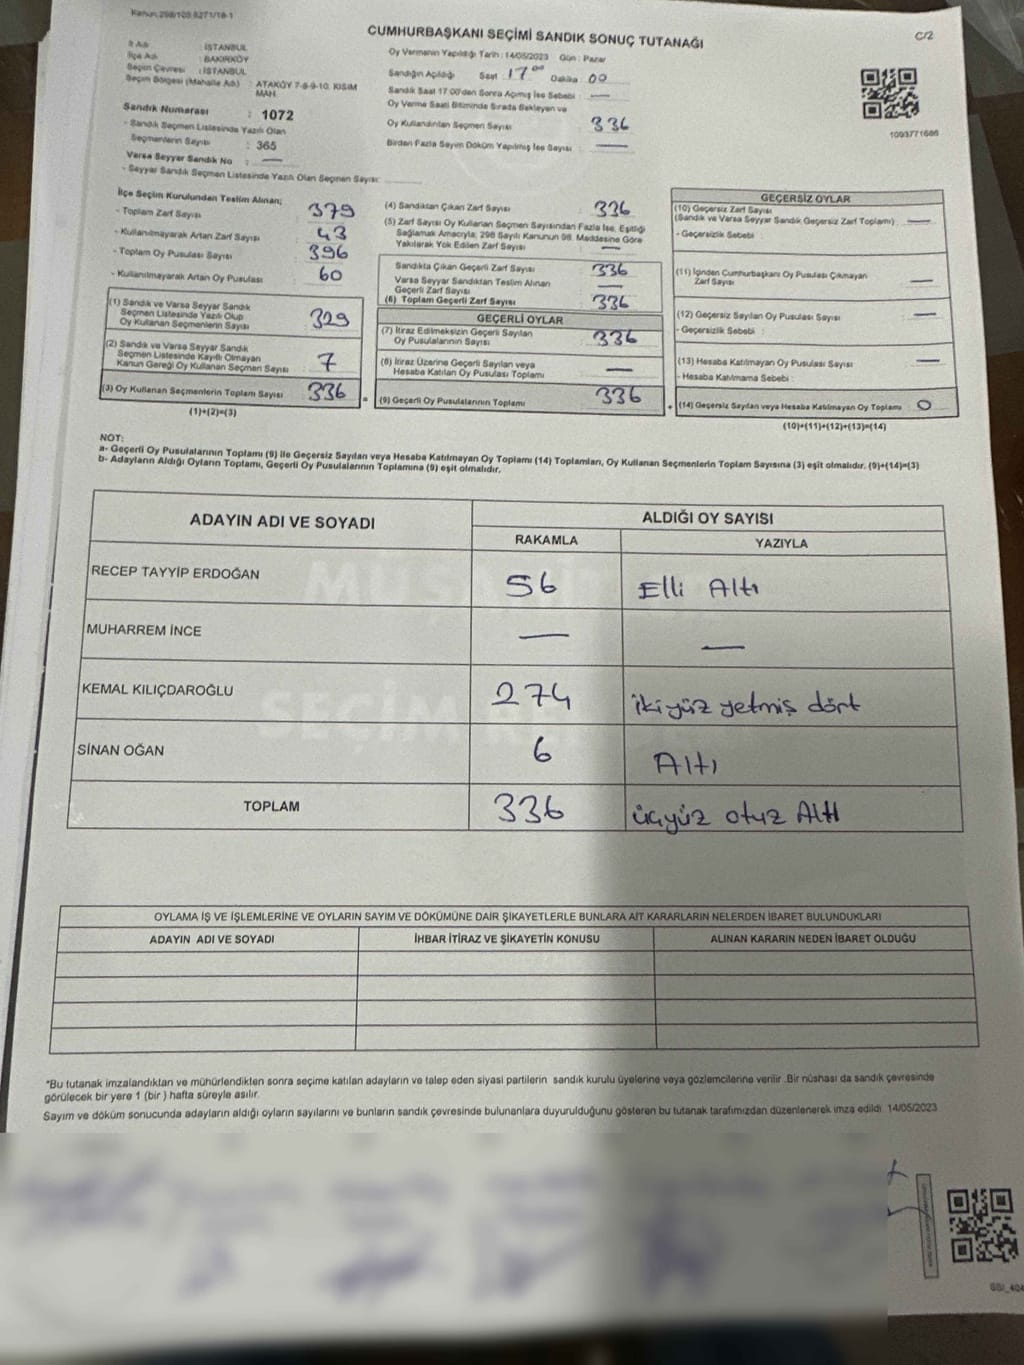 Kanun 298/105 6271/18-1
CUMHURBAŞKANI SEÇİMİ SANDIK SONUÇ TUTANAĞI
C/2
İl Adı : İSTANBUL
İlçe Adı : BAKIRKÖY
Seçim Çevresi : İSTANBUL
Seçim Bölgesi (Mahalle Adı) : ATAKÖY 7-8-9-10. KISIM MAH.
Sandık Numarası : 1072
- Sandık Seçmen Listesinde Yazılı Olan
Seçmenlerin Sayısı : 365
Varsa Seyyar Sandık No : —
- Seyyar Sandık Seçmen Listesinde Yazılı Olan Seçmen Sayısı:
Oy Vermenin Yapıldığı Tarih : 14/05/2023 Gün : Pazar
Sandığın Açıldığı Saat 17 00 Dakika 00
Sandık Saat 17.00'den Sonra Açılmış İse Sebebi : —
Oy Verme Saati Bitiminde Sırada Bekleyen ve
Oy Kullandırılan Seçmen Sayısı : 336
Birden Fazla Sayım Döküm Yapılmış İse Sayısı : —
1093771686
İlçe Seçim Kurulundan Teslim Alınan;
- Toplam Zarf Sayısı : 379
- Kullanılmayarak Artan Zarf Sayısı : 43
- Toplam Oy Pusulası Sayısı : 396
- Kullanılmayarak Artan Oy Pusulası : 60
(1) Sandık ve Varsa Seyyar Sandık
Seçmen Listesinde Yazılı Olup
Oy Kullanan Seçmenlerin Sayısı : 329
(2) Sandık ve Varsa Seyyar Sandık
Seçmen Listesinde Kayıtlı Olmayan
Kanun Gereği Oy Kullanan Seçmen Sayısı : 7
(3) Oy Kullanan Seçmenlerin Toplam Sayısı : 336
(1)+(2)=(3)
(4) Sandıktan Çıkan Zarf Sayısı : 336
(5) Zarf Sayısı Oy Kullanan Seçmen Sayısından Fazla İse, Eşitliği
Sağlamak Amacıyla; 298 Sayılı Kanunun 98. Maddesine Göre
Yakılarak Yok Edilen Zarf Sayısı : —
Sandıkta Çıkan Geçerli Zarf Sayısı : 336
Varsa Seyyar Sandıktan Teslim Alınan
Geçerli Zarf Sayısı : —
(6) Toplam Geçerli Zarf Sayısı : 336
GEÇERLİ OYLAR
(7) İtiraz Edilmeksizin Geçerli Sayılan
Oy Pusulalarının Sayısı : 336
(8) İtiraz Üzerine Geçerli Sayılan veya
Hesaba Katılan Oy Pusulası Toplamı : —
(9) Geçerli Oy Pusulalarının Toplamı : 336
GEÇERSİZ OYLAR
(10) Geçersiz Zarf Sayısı
(Sandık ve Varsa Seyyar Sandık Geçersiz Zarf Toplamı) : —
- Geçersizlik Sebebi :
(11) İçinden Cumhurbaşkanı Oy Pusulası Çıkmayan
Zarf Sayısı : —
(12) Geçersiz Sayılan Oy Pusulası Sayısı : —
- Geçersizlik Sebebi :
(13) Hesaba Katılmayan Oy Pusulası Sayısı : —
- Hesaba Katılmama Sebebi :
(14) Geçersiz Sayılan veya Hesaba Katılmayan Oy Toplamı : 0
(10)+(11)+(12)+(13)=(14)
NOT:
a- Geçerli Oy Pusulalarının Toplamı (9) ile Geçersiz Sayılan veya Hesaba Katılmayan Oy Toplamı (14) Toplamları, Oy Kullanan Seçmenlerin Toplam Sayısına (3) eşit olmalıdır. (9)+(14)=(3)
b- Adayların Aldığı Oyların Toplamı, Geçerli Oy Pusulalarının Toplamına (9) eşit olmalıdır.
ADAYIN ADI VE SOYADI
ALDIĞI OY SAYISI
RAKAMLA YAZIYLA
RECEP TAYYİP ERDOĞAN 56 Elli Altı
MUHARREM İNCE — —
KEMAL KILIÇDAROĞLU 274 ikiyüz yetmiş dört
SİNAN OĞAN 6 Altı
TOPLAM 336 üçyüz otuz Altı
OYLAMA İŞ VE İŞLEMLERİNE VE OYLARIN SAYIM VE DÖKÜMÜNE DAİR ŞİKAYETLERLE BUNLARA AİT KARARLARIN NELERDEN İBARET BULUNDUKLARI
ADAYIN ADI VE SOYADI İHBAR İTİRAZ VE ŞİKAYETİN KONUSU ALINAN KARARIN NEDEN İBARET OLDUĞU
"Bu tutanak imzalandıktan ve mühürlendikten sonra seçime katılan adayların ve talep eden siyasi partilerin sandık kurulu üyelerine veya gözlemcilerine verilir .Bir nüshası da sandık çevresinde
görülecek bir yere 1 (bir ) hafta süreyle asılır.
Sayım ve döküm sonucunda adayların aldığı oyların sayılarını ve bunların sandık çevresinde bulunanlara duyurulduğunu gösteren bu tutanak tarafımızdan düzenlenerek imza edildi. 14/05/2023